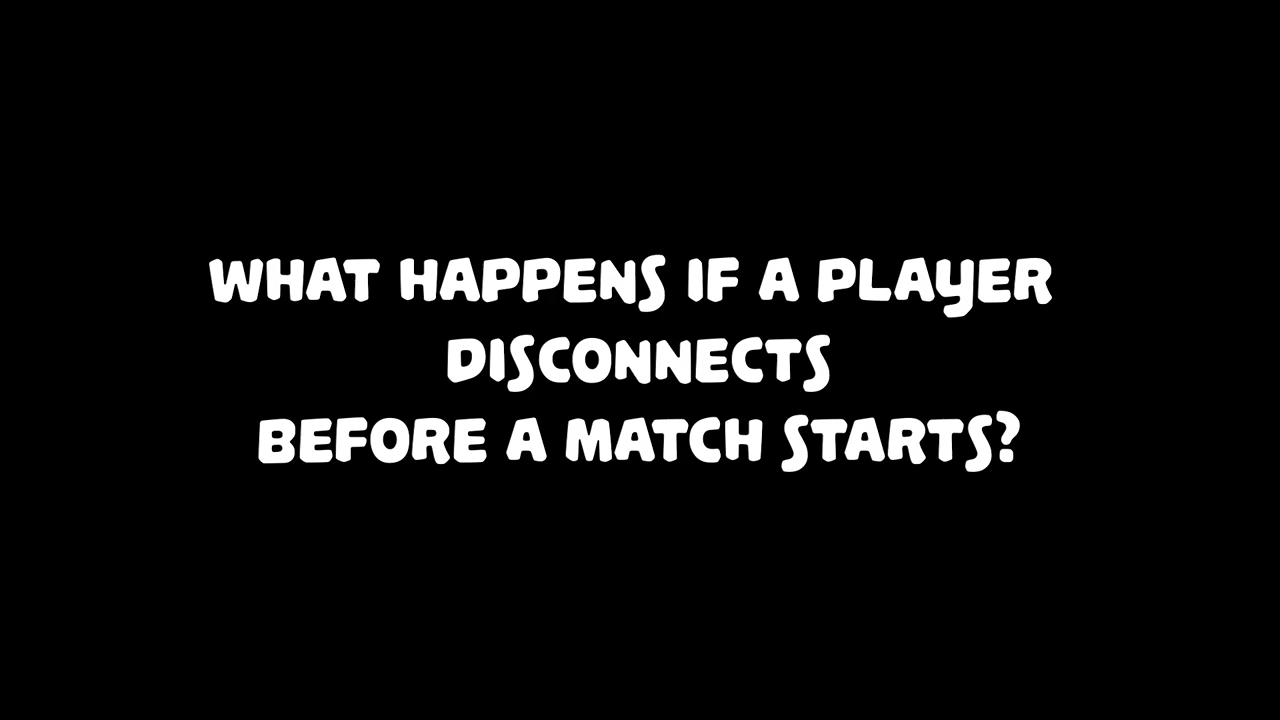 WHAT HAPPENS IF A PLAYER
DISCONNECTS
BEFORE A MATCH STARTS?